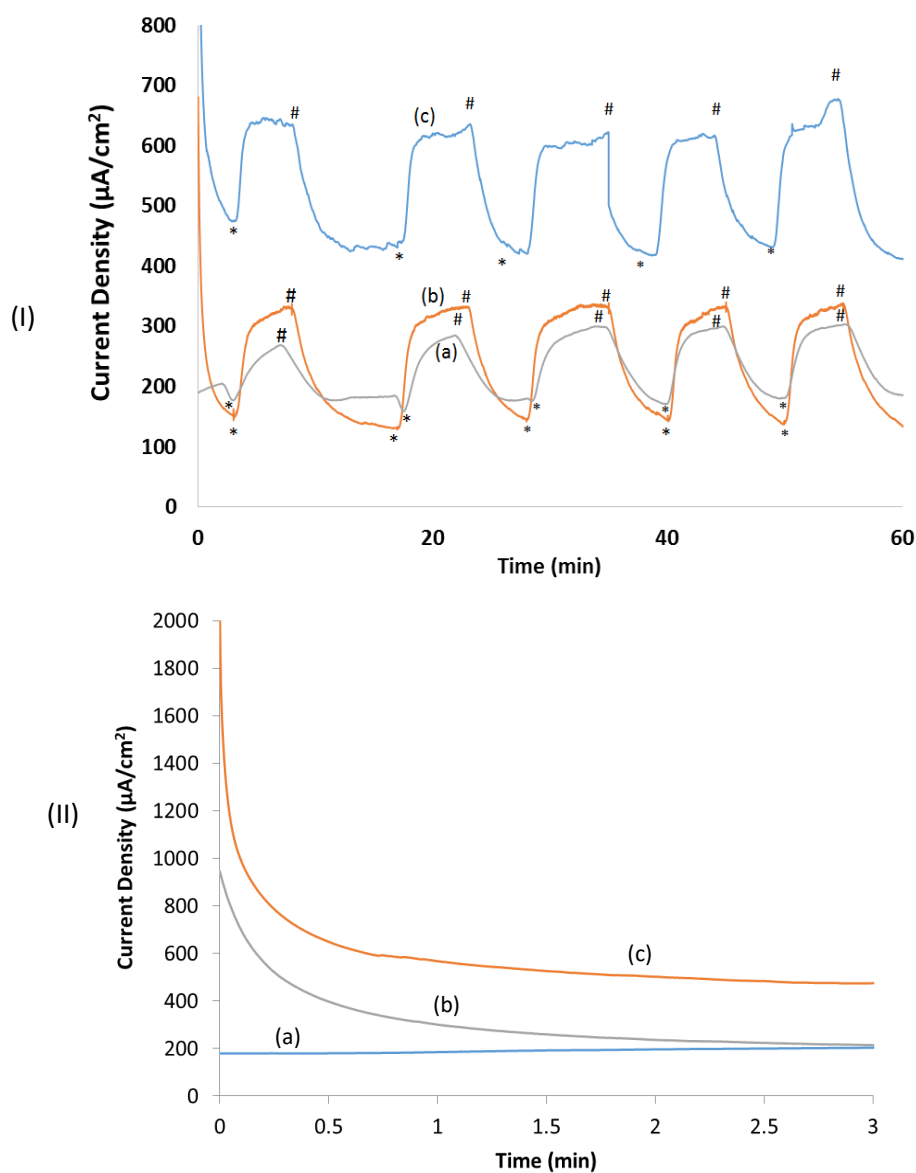 (I)
Current Density (µA/cm²)
800
700
600
500
400
300
200
100
0
# # # # #
(c)
* * * * *
# # # # #
(b)
# # # # #
(a)
* * * * *
* * * * *
0 20 40 60
Time (min)
(II)
Current Density (µA/cm²)
2000
1800
1600
1400
1200
1000
800
600
400
200
0
(c)
(b)
(a)
0 0.5 1 1.5 2 2.5 3
Time (min)